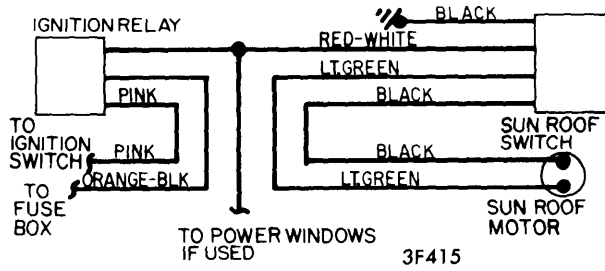 BLACK
IGNITION RELAY
RED-WHITE
LT.GREEN
PINK
BLACK
TO
IGNITION
SWITCH
SUN ROOF
SWITCH
PINK
BLACK
ORANGE-BLK
LT.GREEN
TO
FUSE
BOX
SUN ROOF
MOTOR
TO POWER WINDOWS
IF USED
3F415